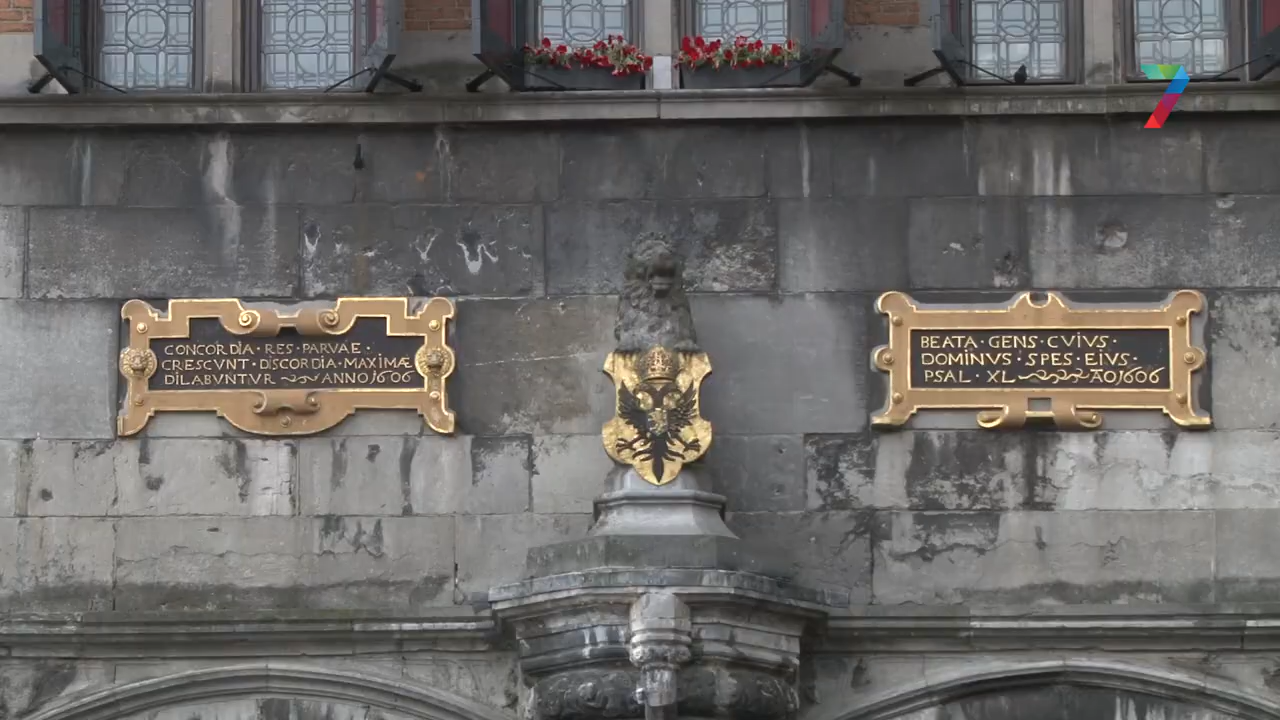 CONCORDIA · RES · PARVAE ·
CRESCVNT · DISCORDIA · MAXIMÆ
DILABVNTVR ANNO 1606
BEATA · GENS · CVIVS ·
DOMINVS · SPES · EIVS ·
PSAL · XL AO 1606
7